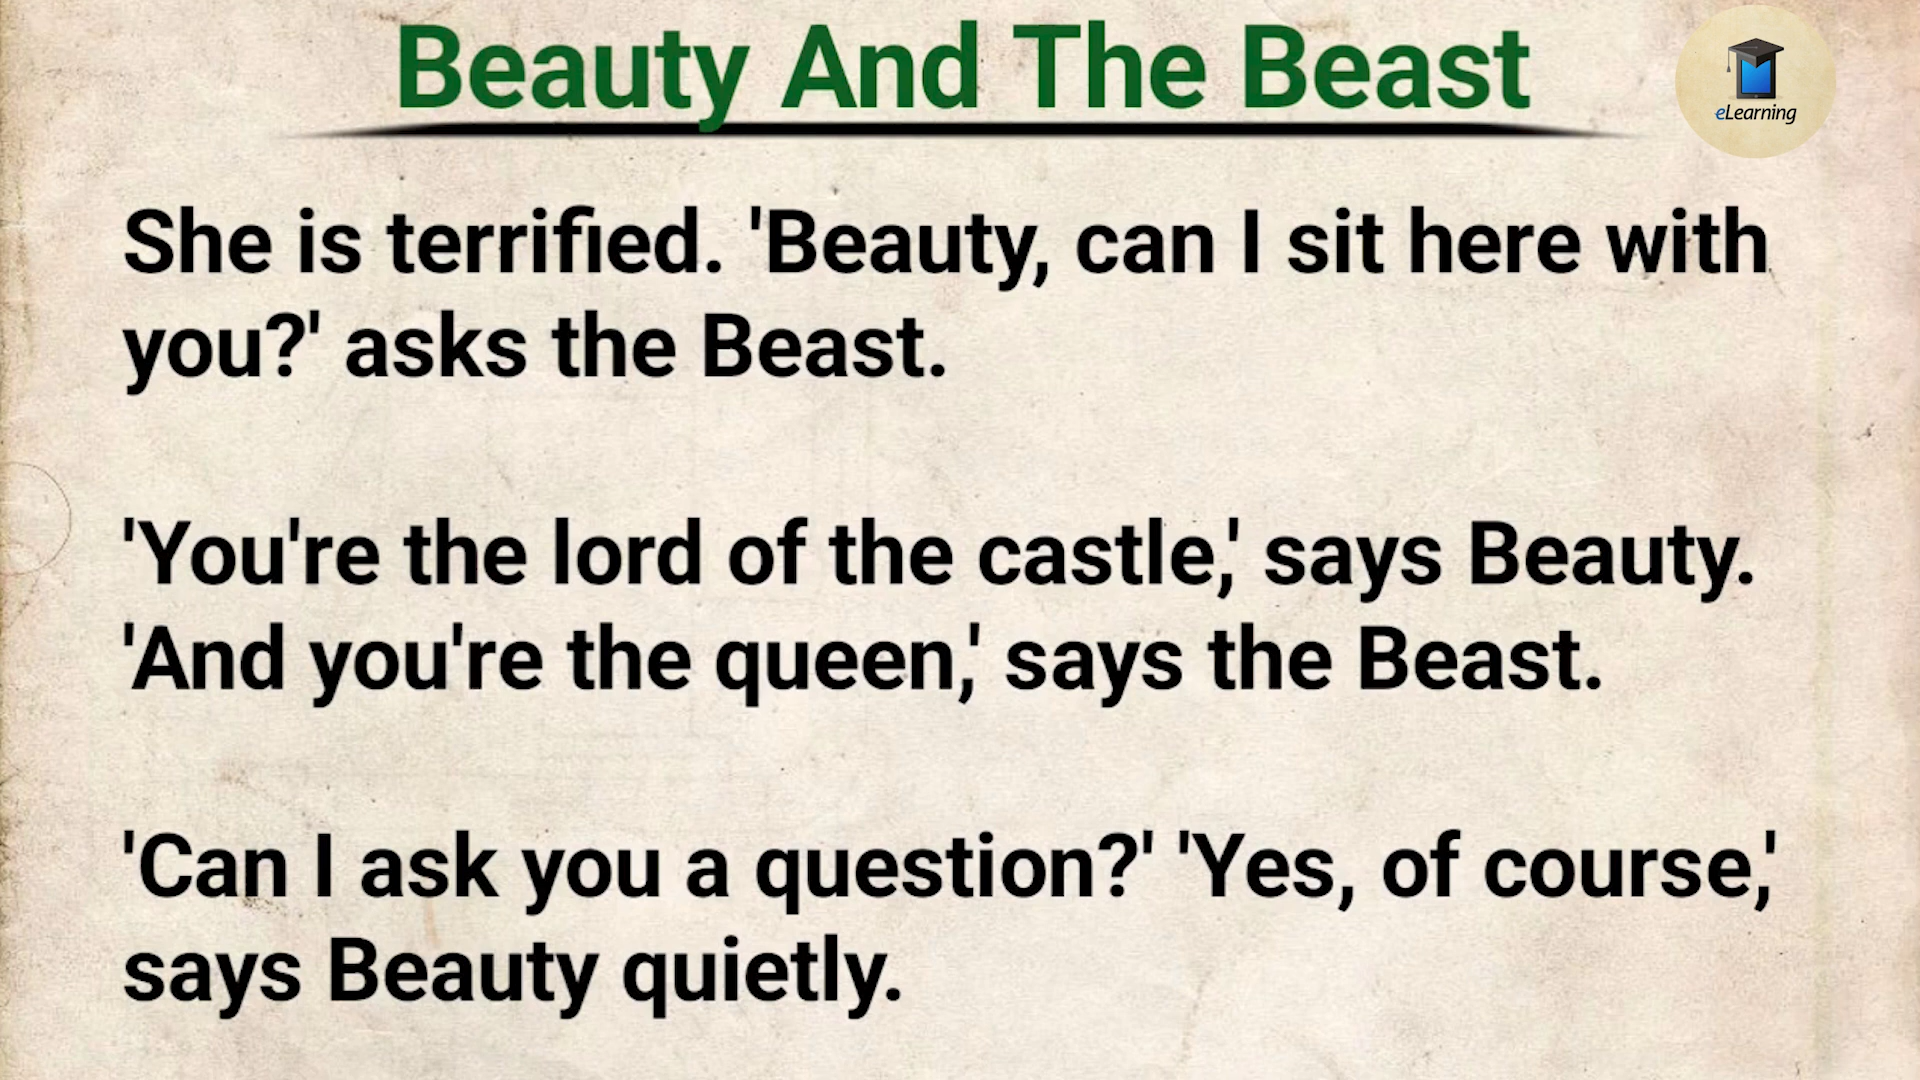 Beauty And The Beast
eLearning
She is terrified. 'Beauty, can I sit here with
you?' asks the Beast.
'You're the lord of the castle,' says Beauty.
'And you're the queen,' says the Beast.
'Can I ask you a question?' 'Yes, of course,'
says Beauty quietly.